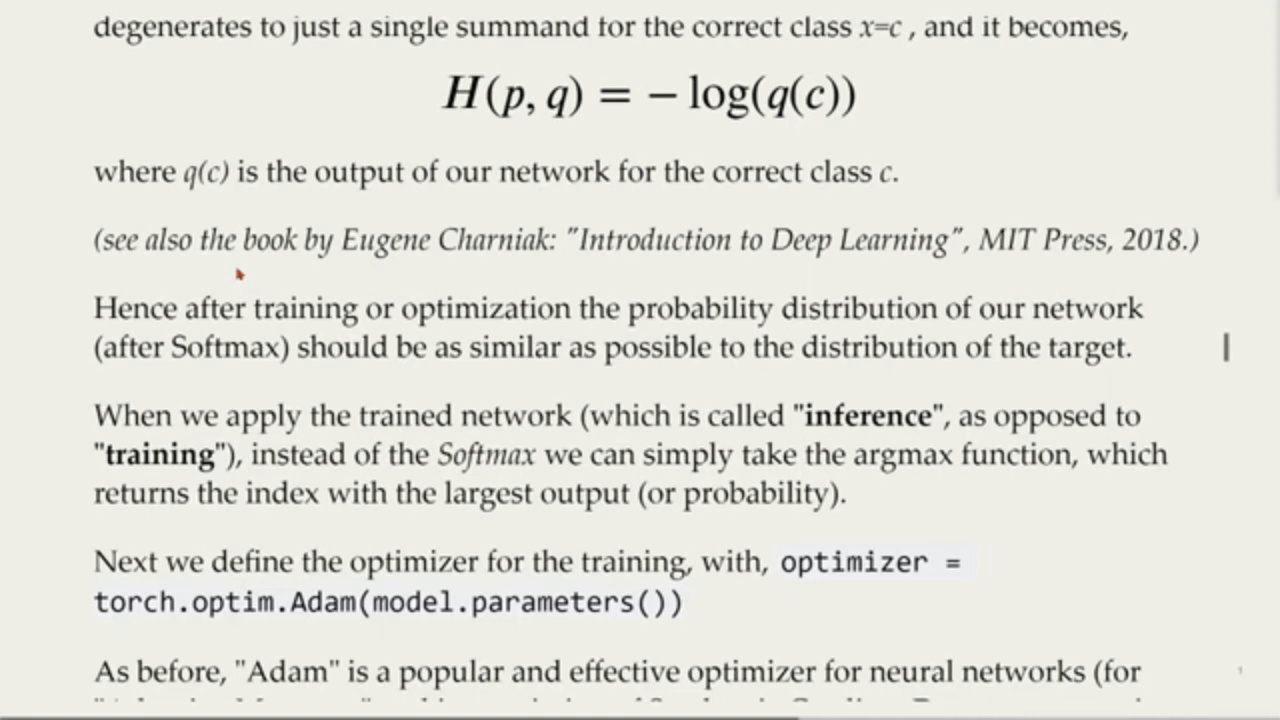 degenerates to just a single summand for the correct class x=c , and it becomes,
H(p, q) = − log(q(c))
where q(c) is the output of our network for the correct class c.
(see also the book by Eugene Charniak: "Introduction to Deep Learning", MIT Press, 2018.)
Hence after training or optimization the probability distribution of our network
(after Softmax) should be as similar as possible to the distribution of the target.
When we apply the trained network (which is called "inference", as opposed to
"training"), instead of the Softmax we can simply take the argmax function, which
returns the index with the largest output (or probability).
Next we define the optimizer for the training, with, optimizer =
torch.optim.Adam(model.parameters())
As before, "Adam" is a popular and effective optimizer for neural networks (for